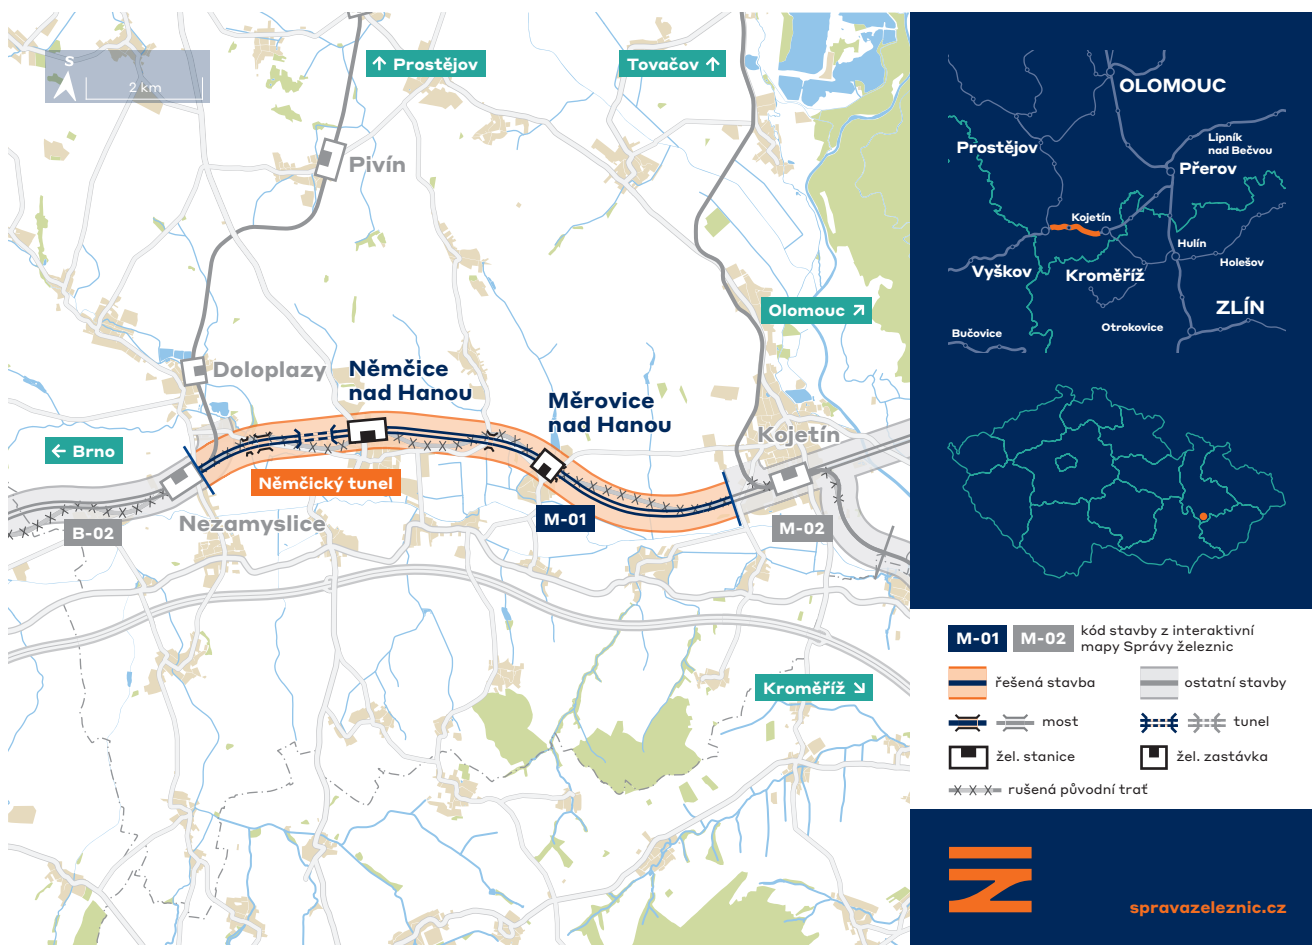 S
2 km
↑ Prostějov
Tovačov ↑
Pivín
Olomouc ↗
Doloplazy
Němčice
nad Hanou
Měrovice
nad Hanou
Kojetín
← Brno
Němčický tunel
M-01
M-02
B-02
Nezamyslice
Kroměříž ↘
OLOMOUC
Lipník
nad Bečvou
Prostějov
Přerov
Kojetín
Hulín
Holešov
Vyškov
Kroměříž
ZLÍN
Otrokovice
Bučovice
M-01 M-02 kód stavby z interaktivní
mapy Správy železnic
řešená stavba
ostatní stavby
most
tunel
žel. stanice
žel. zastávka
rušená původní trať
spravazeleznic.cz